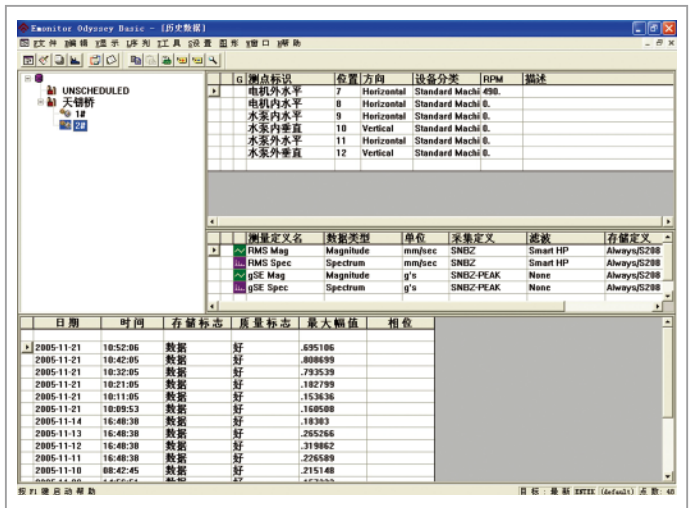 Emonitor Odyssey Basic - [历史数据]
文件 编辑 显示 序列 工具 设置 图形 窗口 帮助
UNSCHEDULED
天钢桥
1#
2#
G 测点标识 位置 方向 设备分类 RPM 描述
电机外水平 7 Horizontal Standard Machi 490.
电机内水平 8 Horizontal Standard Machi 0.
水泵内水平 9 Horizontal Standard Machi 0.
水泵内垂直 10 Vertical Standard Machi 0.
水泵外水平 11 Horizontal Standard Machi 0.
水泵外垂直 12 Vertical Standard Machi 0.
测量定义名 数据类型 单位 采集定义 滤波 存储定义
RMS Mag Magnitude mm/sec SNBZ Smart HP Always/S208
RMS Spec Spectrum mm/sec SNBZ Smart HP Always/S208
gSE Mag Magnitude g's SNBZ-PEAK None Always/S208
gSE Spec Spectrum g's SNBZ-PEAK None Always/S208
日期 时间 存储标志 质量标志 最大幅值 相位
2005-11-21 10:52:06 数据 好 .695106
2005-11-21 10:42:05 数据 好 .808699
2005-11-21 10:32:05 数据 好 .793539
2005-11-21 10:21:05 数据 好 .182799
2005-11-21 10:11:05 数据 好 .153636
2005-11-21 10:09:53 数据 好 .160508
2005-11-14 16:48:38 数据 好 .18303
2005-11-13 16:48:38 数据 好 .265266
2005-11-12 16:48:38 数据 好 .319862
2005-11-11 16:48:38 数据 好 .226589
2005-11-10 08:42:45 数据 好 .215148
按 F1 键启动帮助
目标: 最新 (default) 点数: 40